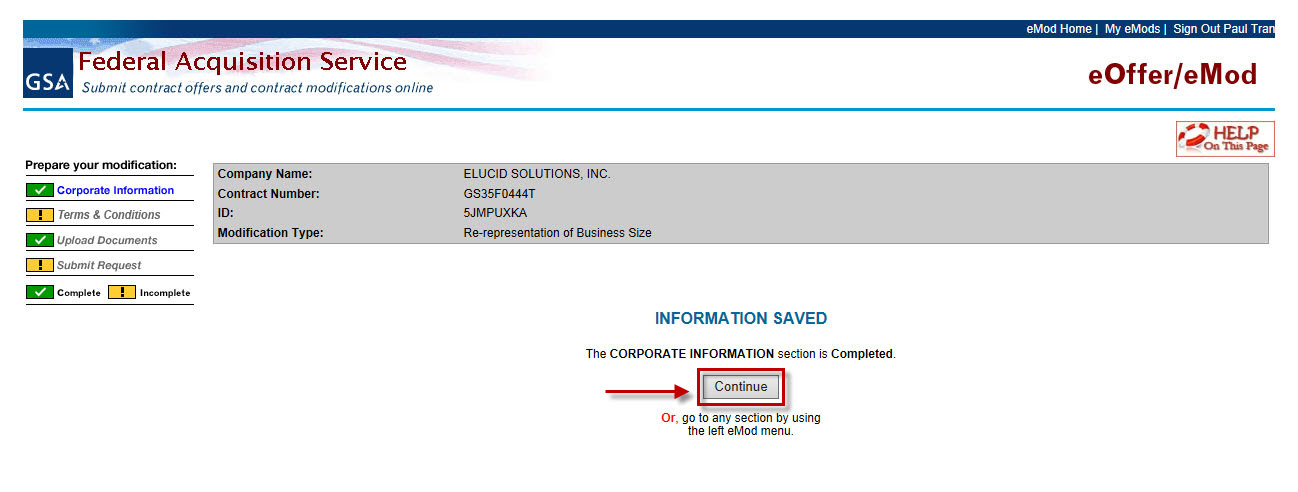 eMod Home | My eMods | Sign Out Paul Tran
GSA
Federal Acquisition Service
Submit contract offers and contract modifications online
eOffer/eMod
HELP
On This Page
Prepare your modification:
Corporate Information
! Terms & Conditions
Upload Documents
! Submit Request
Complete ! Incomplete
Company Name: ELUCID SOLUTIONS, INC.
Contract Number: GS35F0444T
ID: 5JMPUXKA
Modification Type: Re-representation of Business Size
INFORMATION SAVED
The CORPORATE INFORMATION section is Completed.
Continue
Or, go to any section by using
the left eMod menu.